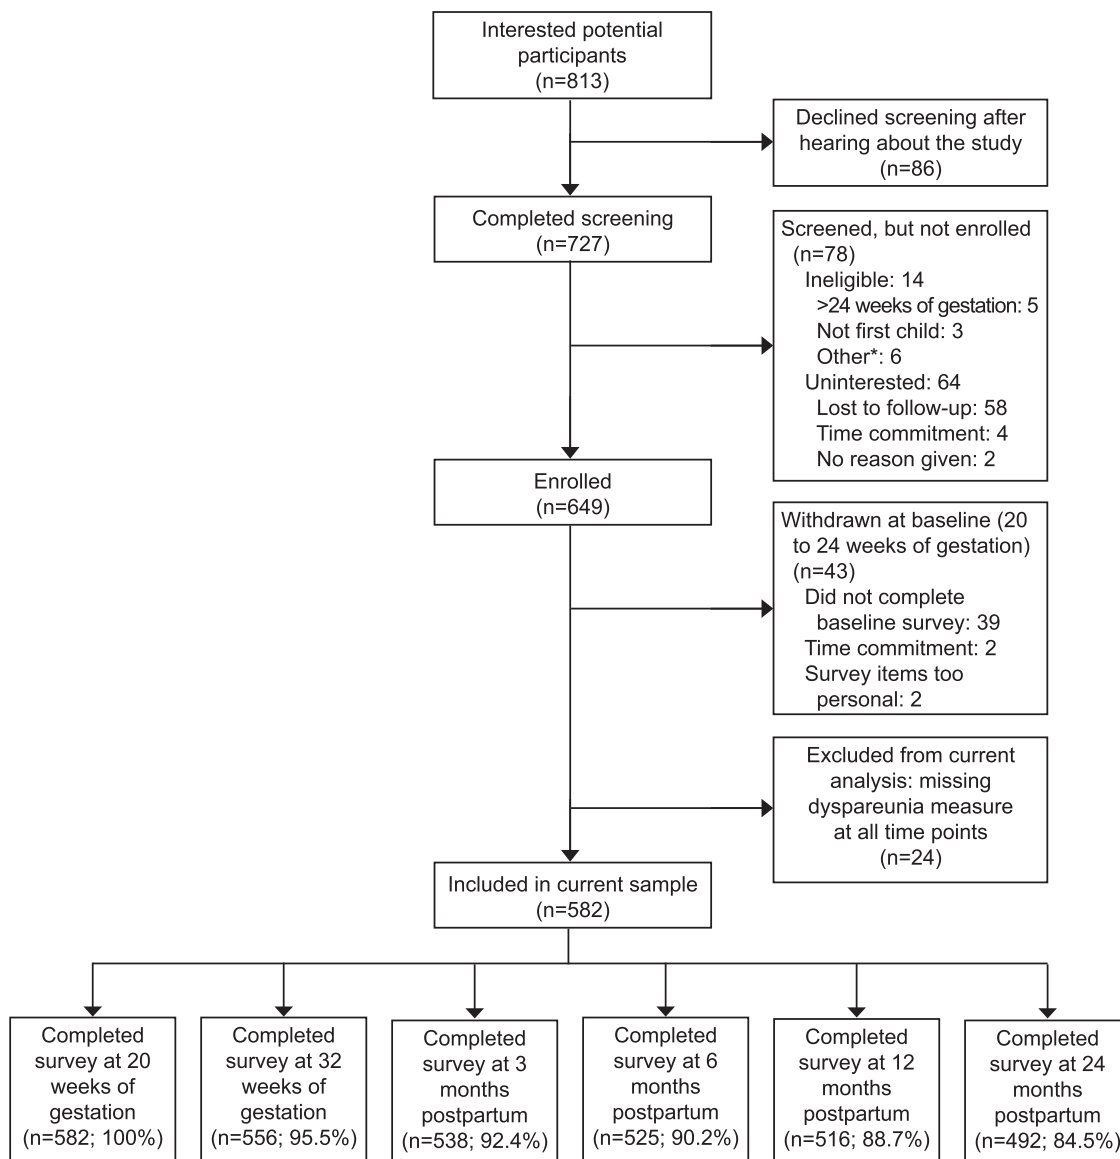 Interested potential
participants
(n=813)
Declined screening after
hearing about the study
(n=86)
Completed screening
(n=727)
Screened, but not enrolled
(n=78)
Ineligible: 14
>24 weeks of gestation: 5
Not first child: 3
Other*: 6
Uninterested: 64
Lost to follow-up: 58
Time commitment: 4
No reason given: 2
Enrolled
(n=649)
Withdrawn at baseline (20
to 24 weeks of gestation)
(n=43)
Did not complete
baseline survey: 39
Time commitment: 2
Survey items too
personal: 2
Excluded from current
analysis: missing
dyspareunia measure
at all time points
(n=24)
Included in current sample
(n=582)
Completed
survey at 20
weeks of
gestation
(n=582; 100%)
Completed
survey at 32
weeks of
gestation
(n=556; 95.5%)
Completed
survey at 3
months
postpartum
(n=538; 92.4%)
Completed
survey at 6
months
postpartum
(n=525; 90.2%)
Completed
survey at 12
months
postpartum
(n=516; 88.7%)
Completed
survey at 24
months
postpartum
(n=492; 84.5%)